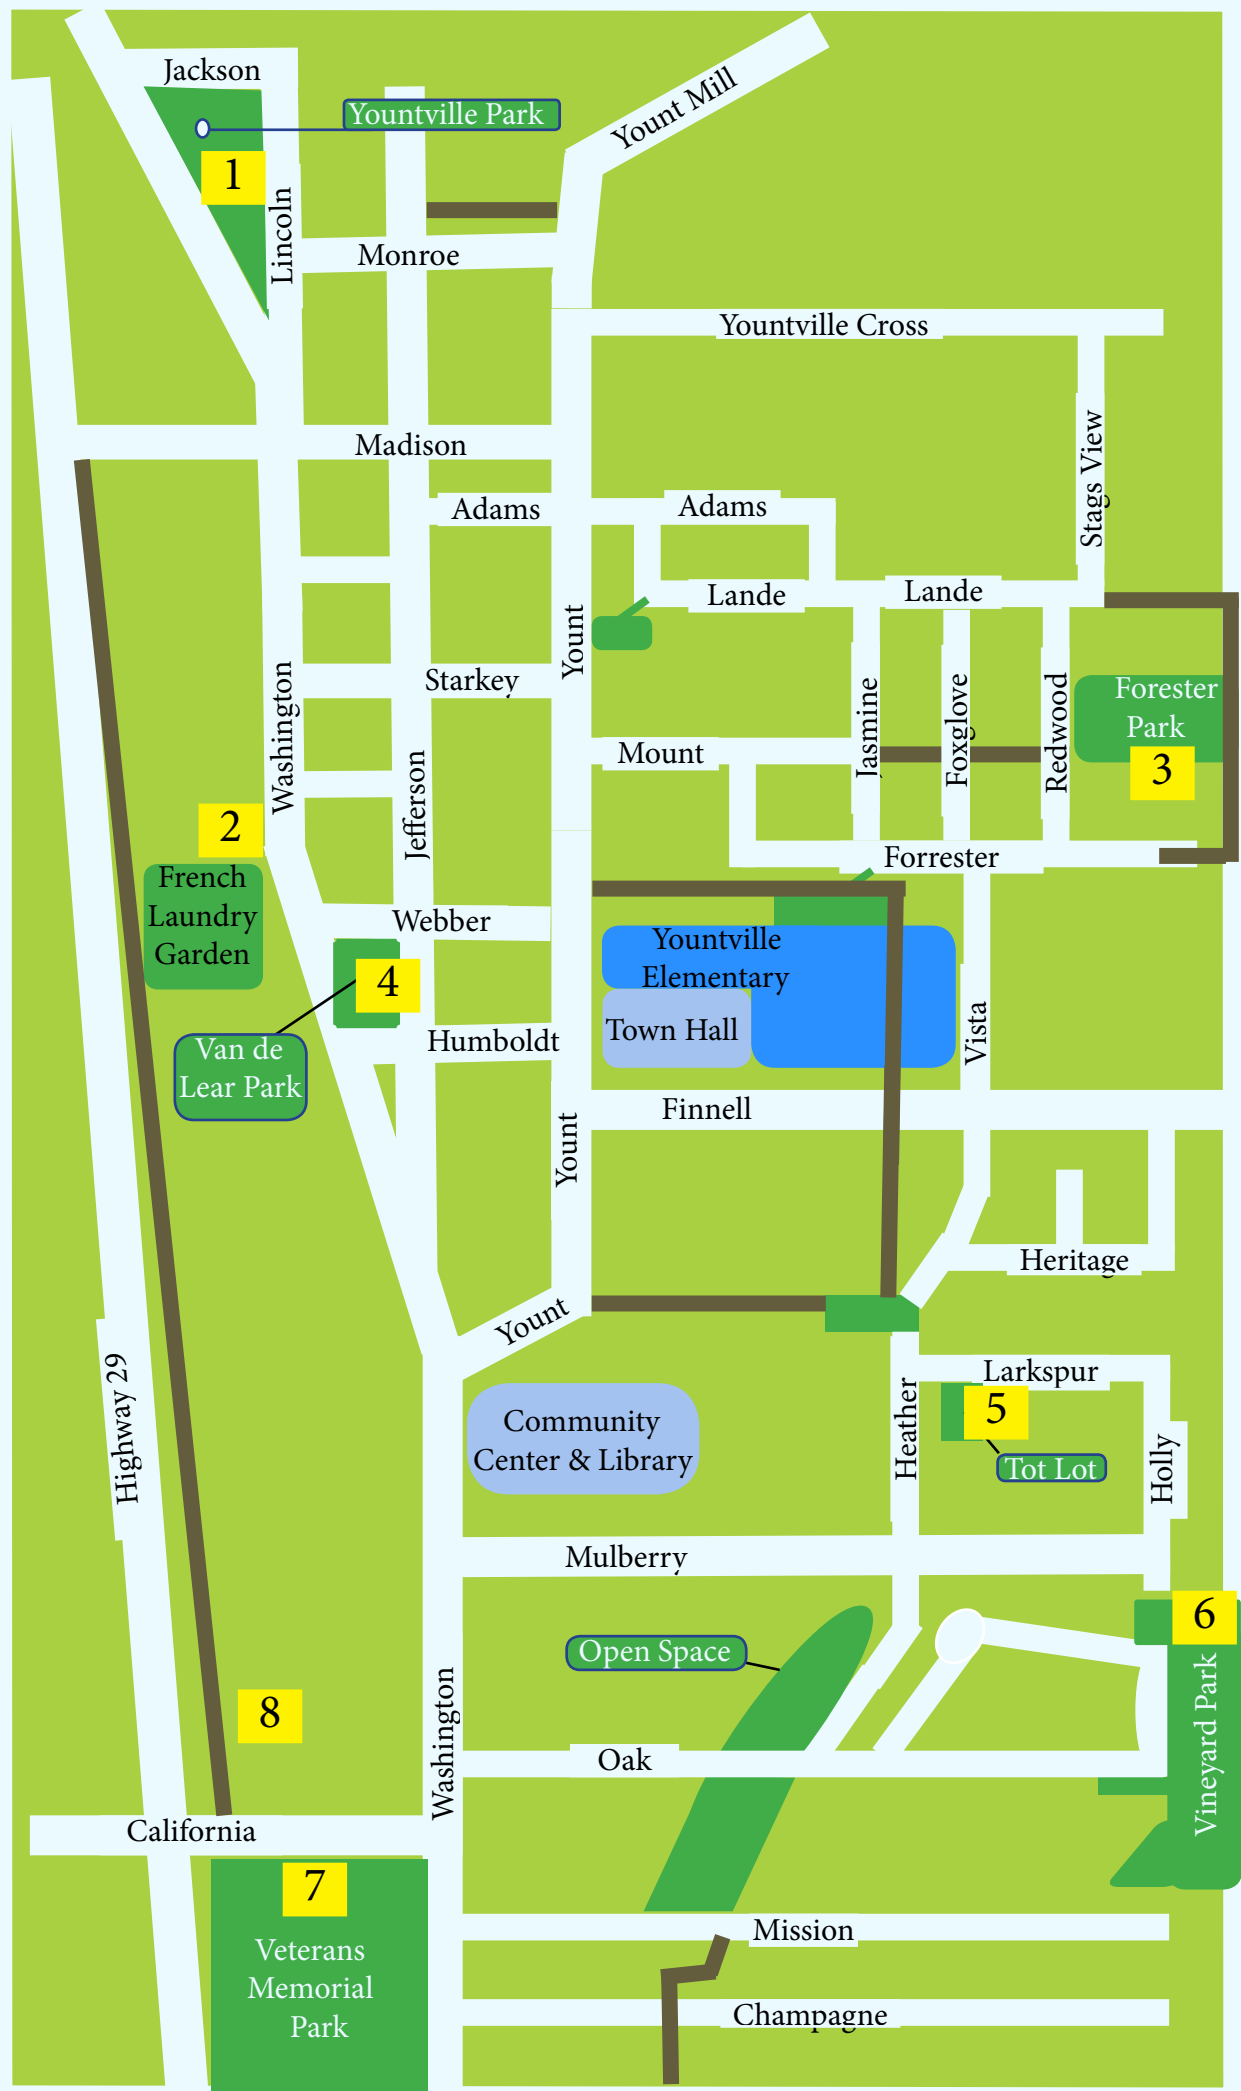 Jackson
Yountville Park
Yount Mill
1
Lincoln
Monroe
Yountville Cross
Madison
Stags View
Adams
Adams
Lande
Lande
Yount
Starkey
Washington
Jasmine
Foxglove
Redwood
Forester
Park
3
Mount
Jefferson
2
French
Laundry
Garden
Forrester
Webber
Yountville
Elementary
4
Town Hall
Vista
Humboldt
Van de
Lear Park
Finnell
Yount
Heritage
Yount
Highway 29
Larkspur
Heather
5
Community
Center & Library
Tot Lot
Holly
Mulberry
6
Open Space
Vineyard Park
8
Washington
Oak
California
7
Veterans
Memorial
Park
Mission
Champagne